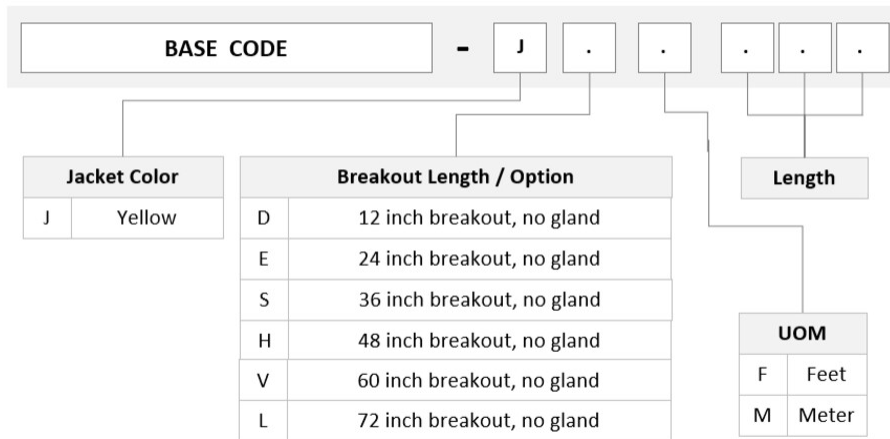 BASE CODE - J . . . . .
Jacket Color
J Yellow
Breakout Length / Option
D 12 inch breakout, no gland
E 24 inch breakout, no gland
S 36 inch breakout, no gland
H 48 inch breakout, no gland
V 60 inch breakout, no gland
L 72 inch breakout, no gland
Length
UOM
F Feet
M Meter